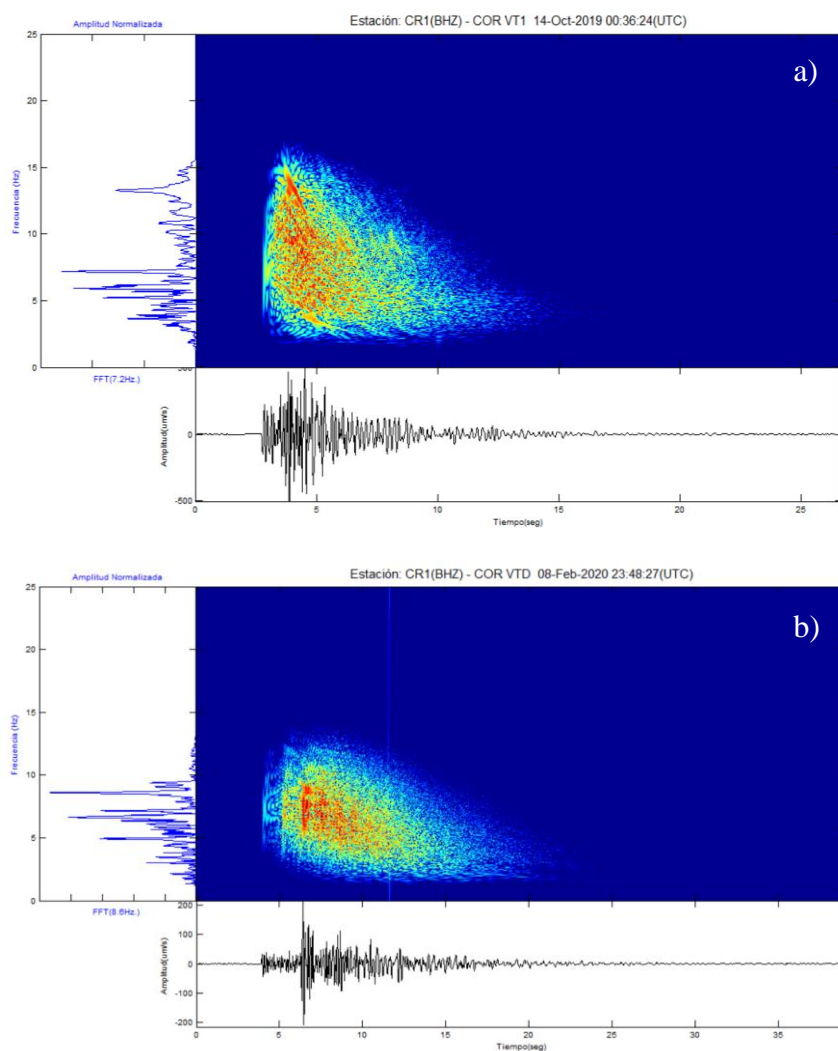 Amplitud Normalizada
Estación: CR1(BHZ) - COR VT1 14-Oct-2019 00:36:24(UTC)
a)
25
20
15
10
5
0
Frecuencia (Hz)
FFT(7.2Hz.)
500
0
-500
Amplitud(um/s)
0 5 10 15 20 25
Tiempo(seg)
Amplitud Normalizada
Estación: CR1(BHZ) - COR VTD 08-Feb-2020 23:48:27(UTC)
b)
25
20
15
10
5
0
Frecuencia (Hz)
FFT(8.6Hz.)
200
100
0
-100
-200
Amplitud(um/s)
0 5 10 15 20 25 30 35
Tiempo(seg)